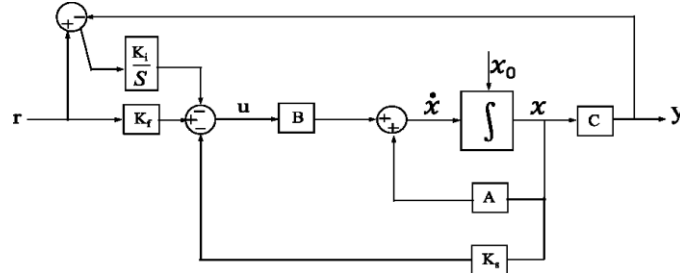 + -
K_i
S
x_0
r K_f + - - u B + + ẋ ∫ x C y
A
K_s